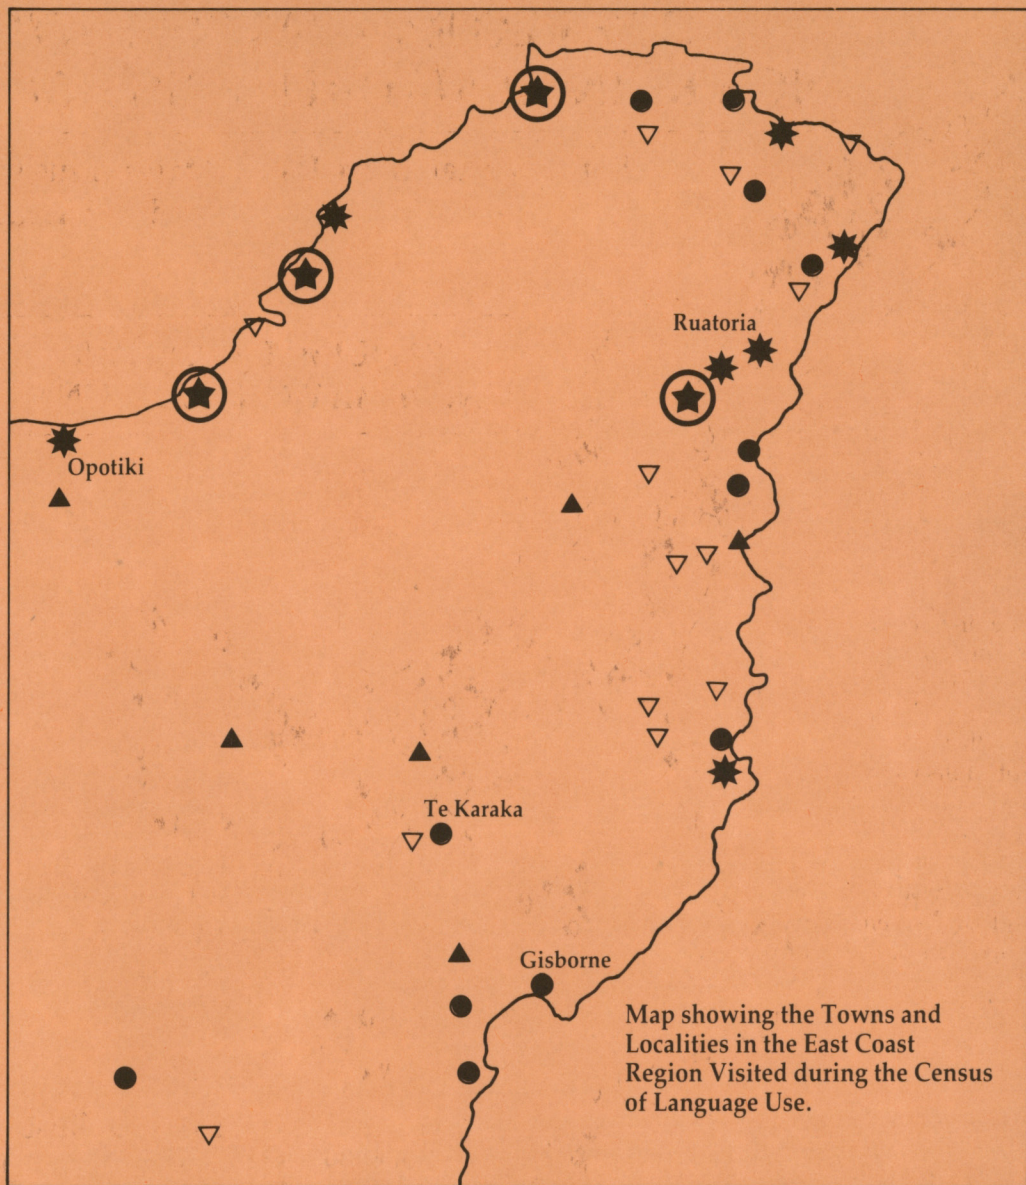 Ruatoria
Opotiki
Te Karaka
Gisborne
Map showing the Towns and
Localities in the East Coast
Region Visited during the Census
of Language Use.